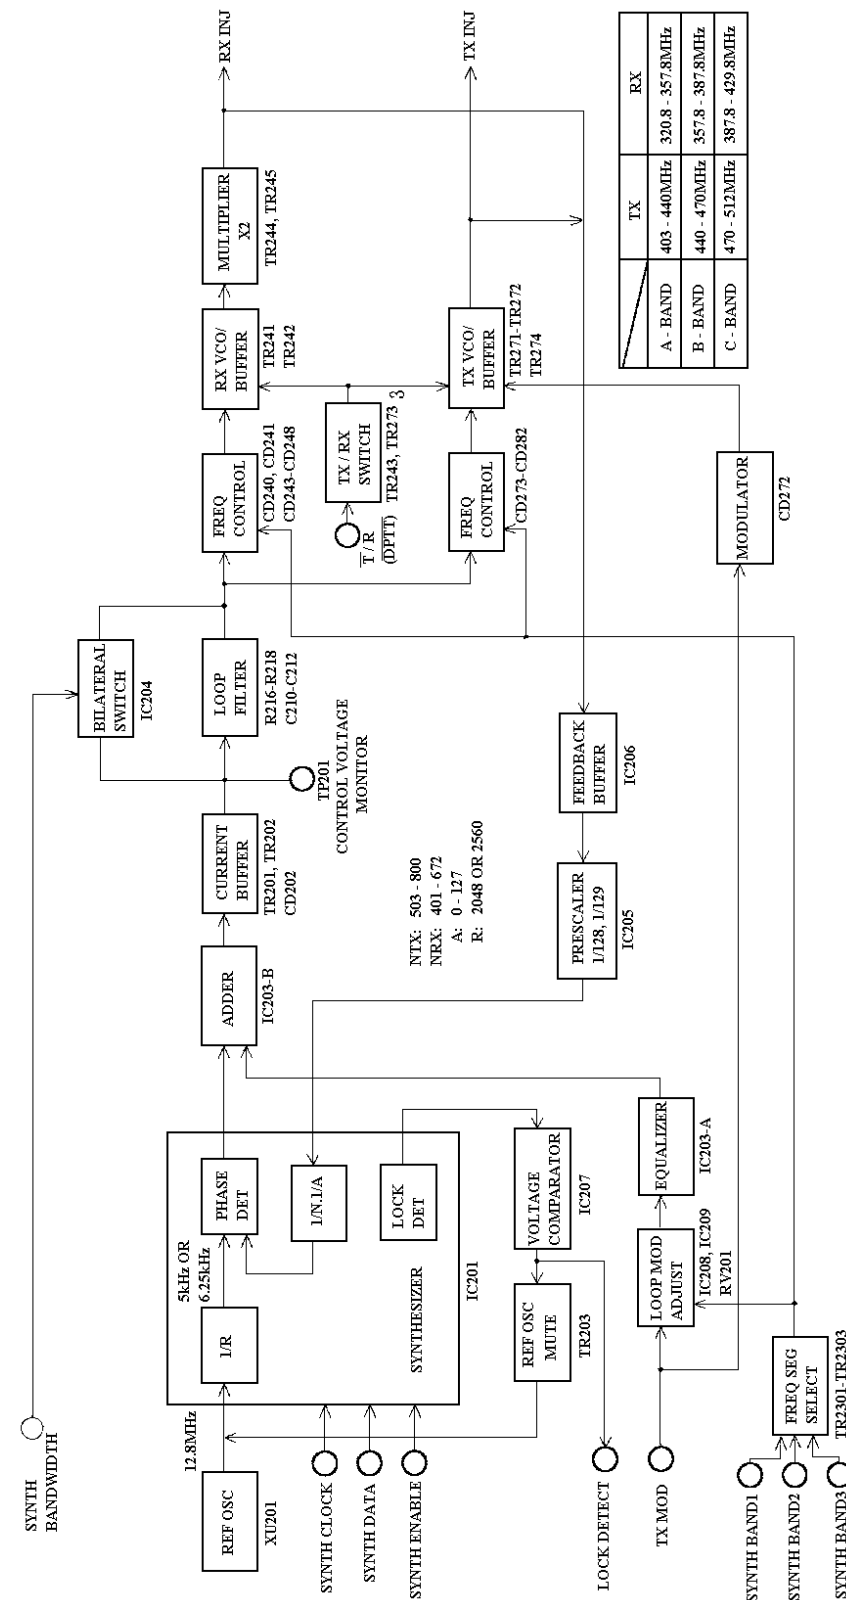 SYNTH
BANDWIDTH
REF OSC
XU201
12.8MHz
1/R
5kHz OR
6.25kHz
PHASE
DET
1/N.1/A
LOCK
DET
SYNTHESIZER
IC201
SYNTH CLOCK
SYNTH DATA
SYNTH ENABLE
ADDER
IC203-B
CURRENT
BUFFER
TR201, TR202
CD202
BILATERAL
SWITCH
IC204
LOOP
FILTER
R216-R218
C210-C212
TP201
CONTROL VOLTAGE
MONITOR
FREQ
CONTROL
CD240, CD241
CD243-CD248
RX VCO/
BUFFER
TR241
TR242
MULTIPLIER
X2
TR244, TR245
RX INJ
TX / RX
SWITCH
TR243, TR273
3
T / R
(DPTT)
FREQ
CONTROL
CD273-CD282
TX VCO/
BUFFER
TR271-TR272
TR274
TX INJ
NTX: 503 - 800
NRX: 401 - 672
A: 0 - 127
R: 2048 OR 2560
FEEDBACK
BUFFER
IC206
PRESCALER
1/128, 1/129
IC205
VOLTAGE
COMPARATOR
IC207
REF OSC
MUTE
TR203
LOCK DETECT
EQUALIZER
IC203-A
LOOP MOD
ADJUST
IC208, IC209
RV201
TX MOD
MODULATOR
CD272
FREQ SEG
SELECT
TR2301-TR2303
SYNTH BAND1
SYNTH BAND2
SYNTH BAND3
TX RX
A - BAND 403 - 440MHz 320.8 - 357.8MHz
B - BAND 440 - 470MHz 357.8 - 387.8MHz
C - BAND 470 - 512MHz 387.8 - 429.8MHz